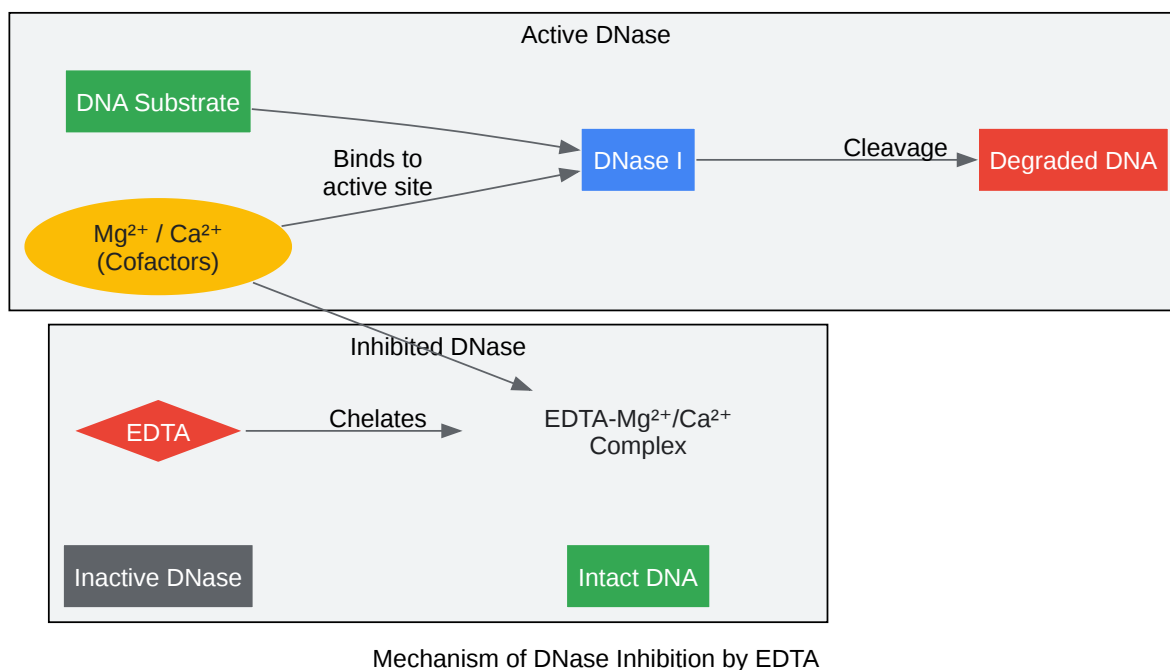 Active DNase
DNA Substrate
Binds to
active site
DNase I
Cleavage
Degraded DNA
Mg²⁺ / Ca²⁺
(Cofactors)
Inhibited DNase
EDTA
Chelates
EDTA-Mg²⁺/Ca²⁺
Complex
Inactive DNase
Intact DNA
Mechanism of DNase Inhibition by EDTA